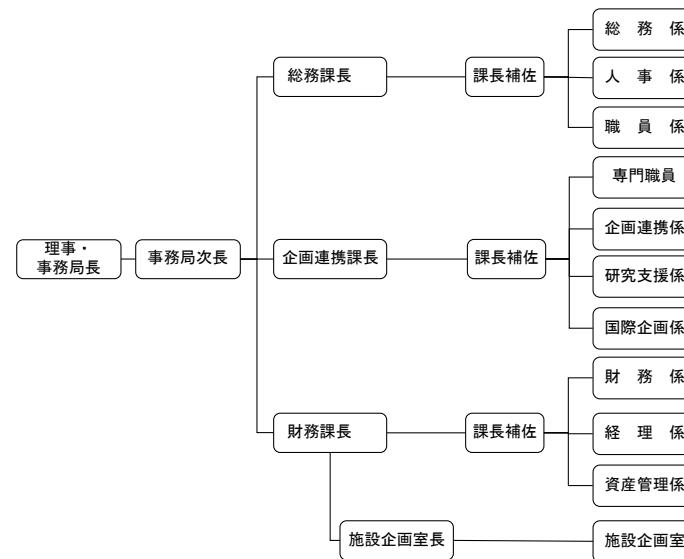 総　務　係
総務課長
課長補佐
人　事　係
職　員　係
専門職員
企画連携係
理事・
事務局長
事務局次長
企画連携課長
課長補佐
研究支援係
国際企画係
財　務　係
財務課長
課長補佐
経　理　係
資産管理係
施設企画室長
施設企画室